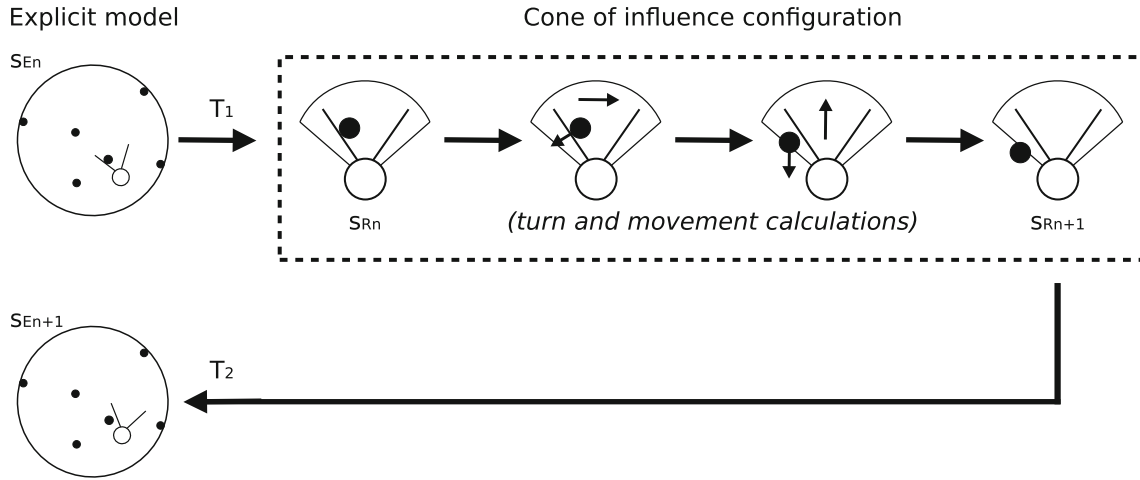 Explicit model
Cone of influence configuration
sEn
T1
sRn
(turn and movement calculations)
sRn+1
sEn+1
T2